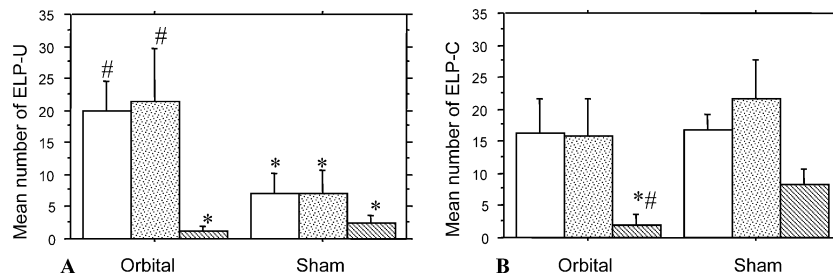 Mean number of ELP-U
35
30
25
20
15
10
5
0
# # * * * *
Orbital Sham
A
Mean number of ELP-C
35
30
25
20
15
10
5
0
*#
Orbital Sham
B